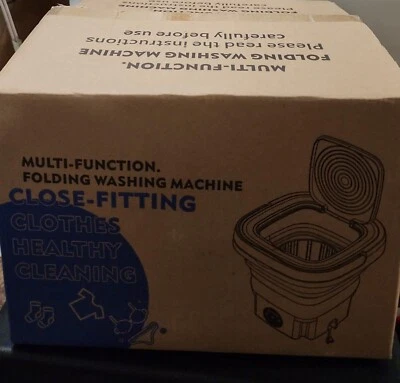 MULTI-FUNCTION.
FOLDING WASHING MACHINE
Please read the instructions
carefully before use
MULTI-FUNCTION.
FOLDING WASHING MACHINE
CLOSE-FITTING
CLOTHES
HEALTHY
CLEANING